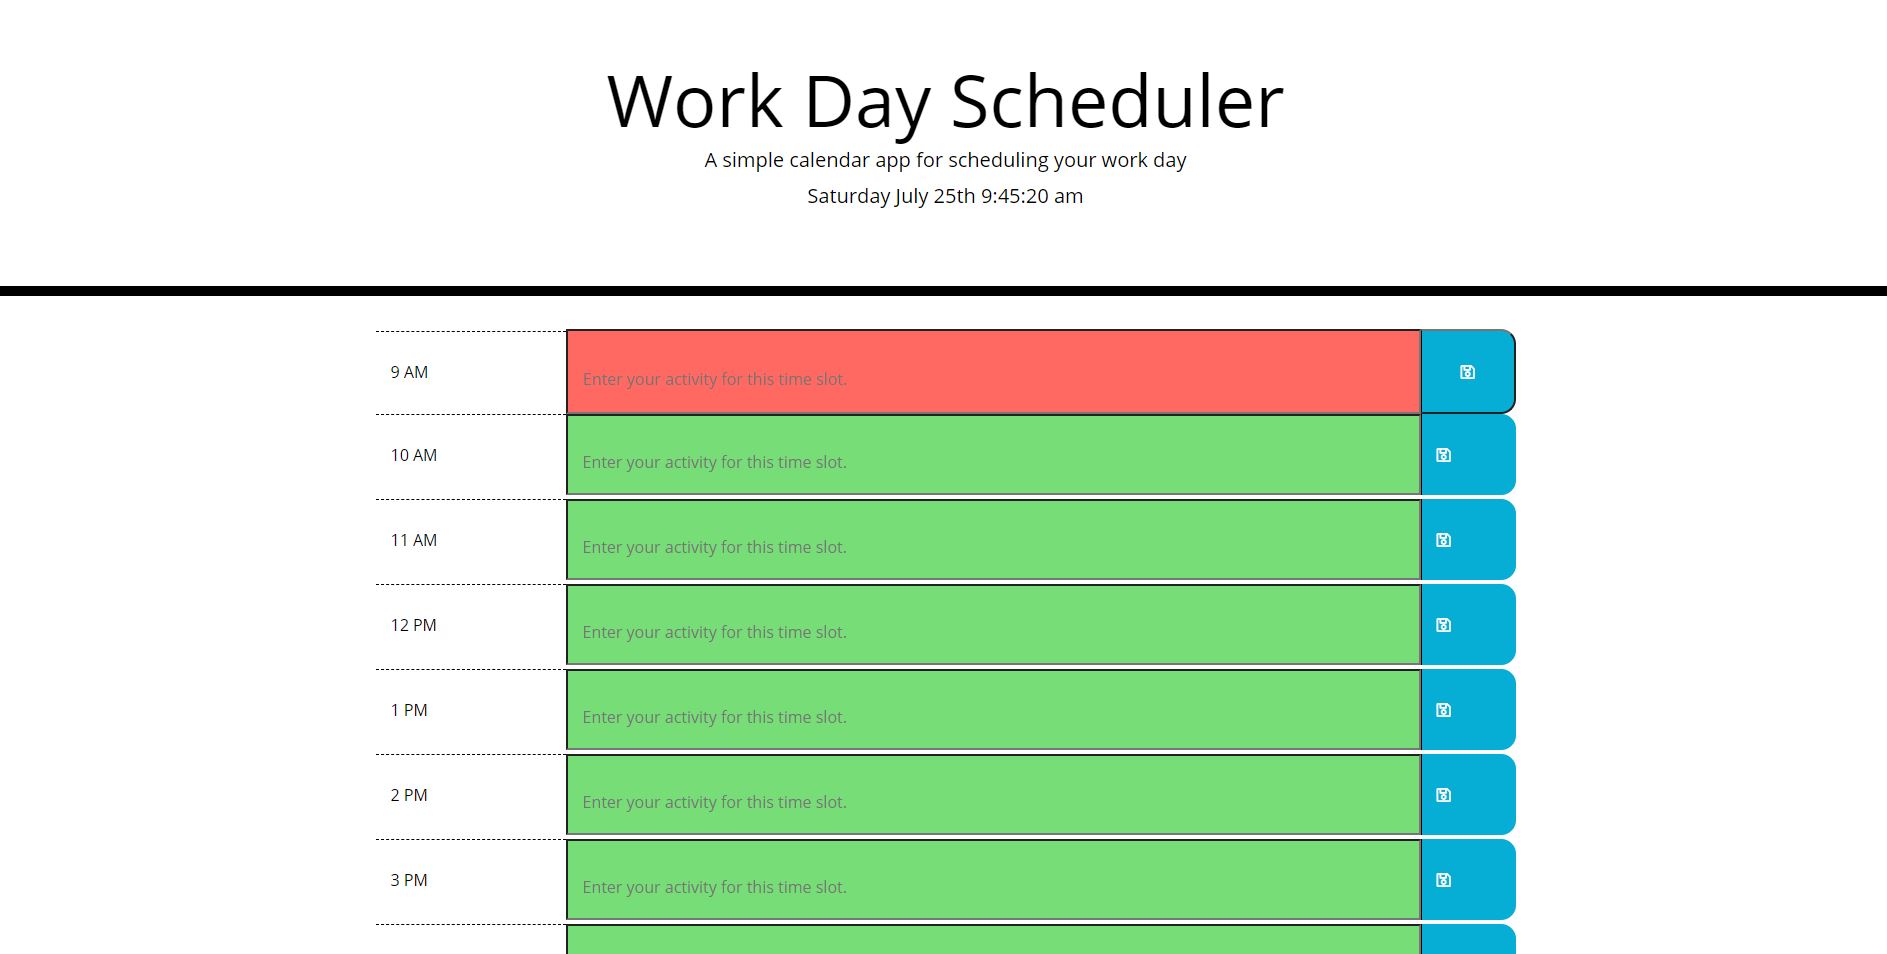 Work Day Scheduler
A simple calendar app for scheduling your work day
Saturday July 25th 9:45:20 am
9 AM
Enter your activity for this time slot.
10 AM
Enter your activity for this time slot.
11 AM
Enter your activity for this time slot.
12 PM
Enter your activity for this time slot.
1 PM
Enter your activity for this time slot.
2 PM
Enter your activity for this time slot.
3 PM
Enter your activity for this time slot.